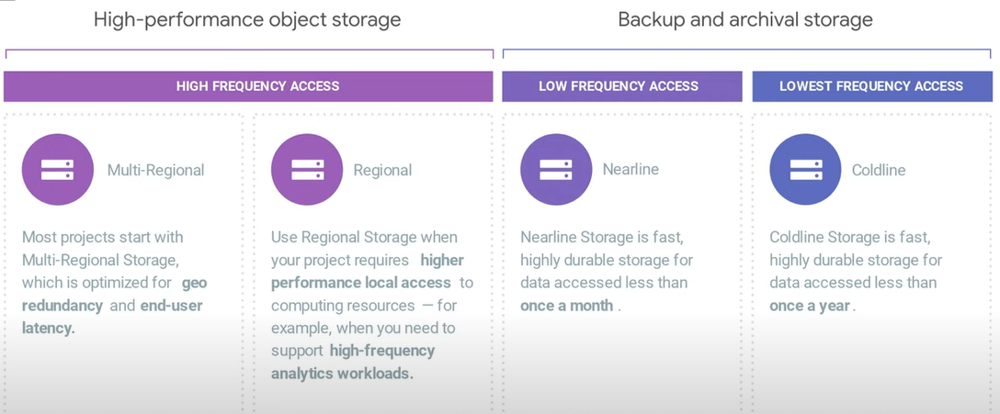 High-performance object storage
Backup and archival storage
HIGH FREQUENCY ACCESS
LOW FREQUENCY ACCESS
LOWEST FREQUENCY ACCESS
Multi-Regional
Most projects start with
Multi-Regional Storage,
which is optimized for geo
redundancy and end-user
latency.
Regional
Use Regional Storage when
your project requires higher
performance local access to
computing resources — for
example, when you need to
support high-frequency
analytics workloads.
Nearline
Nearline Storage is fast,
highly durable storage for
data accessed less than
once a month .
Coldline
Coldline Storage is fast,
highly durable storage for
data accessed less than
once a year .